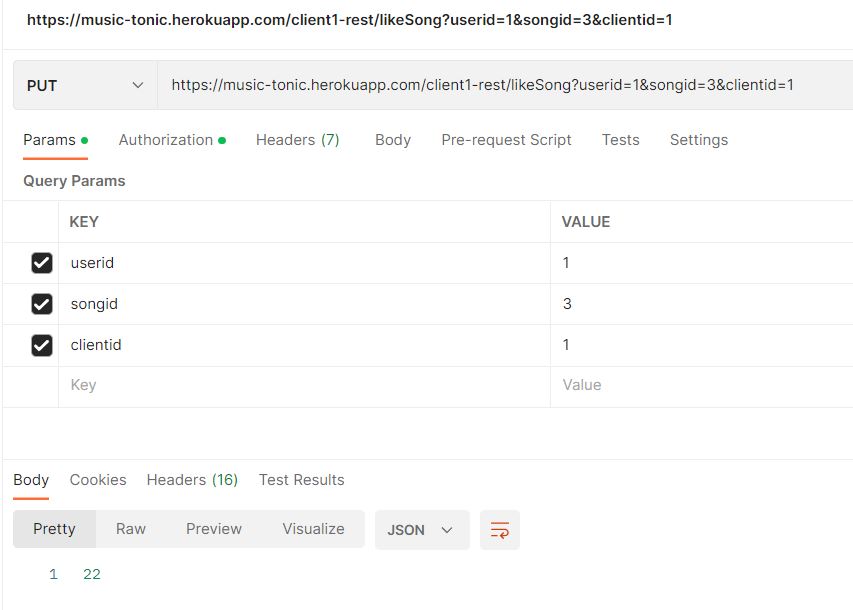 https://music-tonic.herokuapp.com/client1-rest/likeSong?userid=1&songid=3&clientid=1
PUT https://music-tonic.herokuapp.com/client1-rest/likeSong?userid=1&songid=3&clientid=1
Params Authorization Headers (7) Body Pre-request Script Tests Settings
Query Params
KEY VALUE
userid 1
songid 3
clientid 1
Key Value
Body Cookies Headers (16) Test Results
Pretty Raw Preview Visualize JSON
1 22